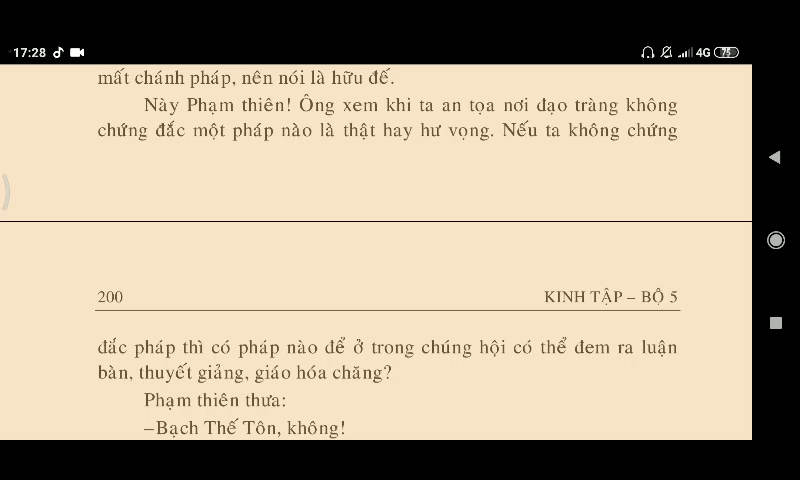 17:28 4G 75
mất chánh pháp, nên nói là hữu đế.
Này Phạm thiên! Ông xem khi ta an tọa nơi đạo tràng không
chứng đắc một pháp nào là thật hay hư vọng. Nếu ta không chứng
200 KINH TẬP – BỘ 5
đắc pháp thì có pháp nào để ở trong chúng hội có thể đem ra luận
bàn, thuyết giảng, giáo hóa chăng?
Phạm thiên thưa:
–Bạch Thế Tôn, không!